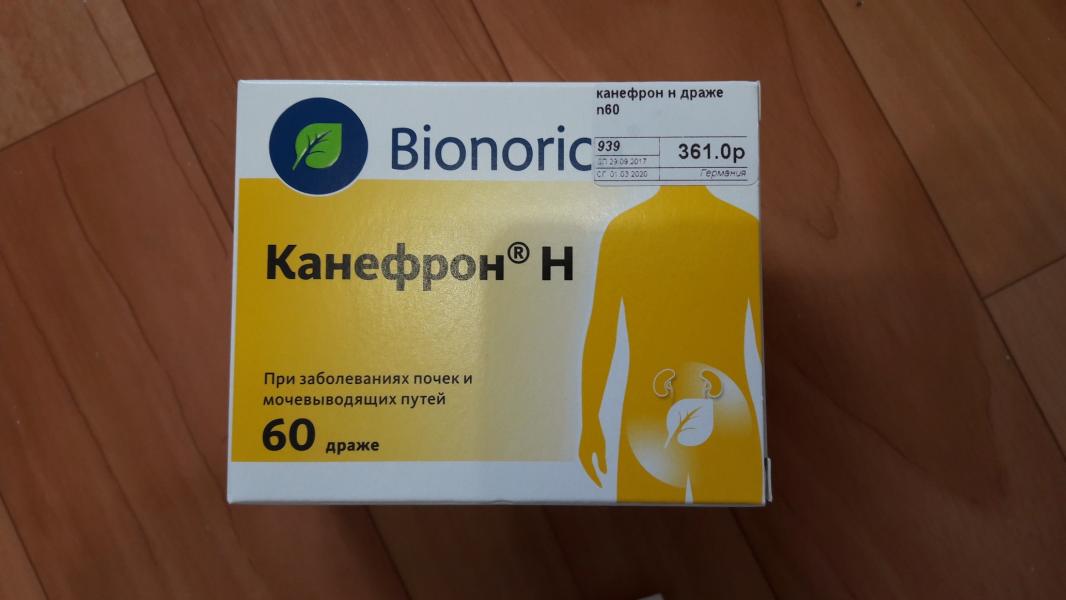 Bionoric
канефрон н драже
n60
939
361.0р
29.09.2017
СГ 01.03.2020
Германия
Канефрон® Н
При заболеваниях почек и
мочевыводящих путей
60 драже